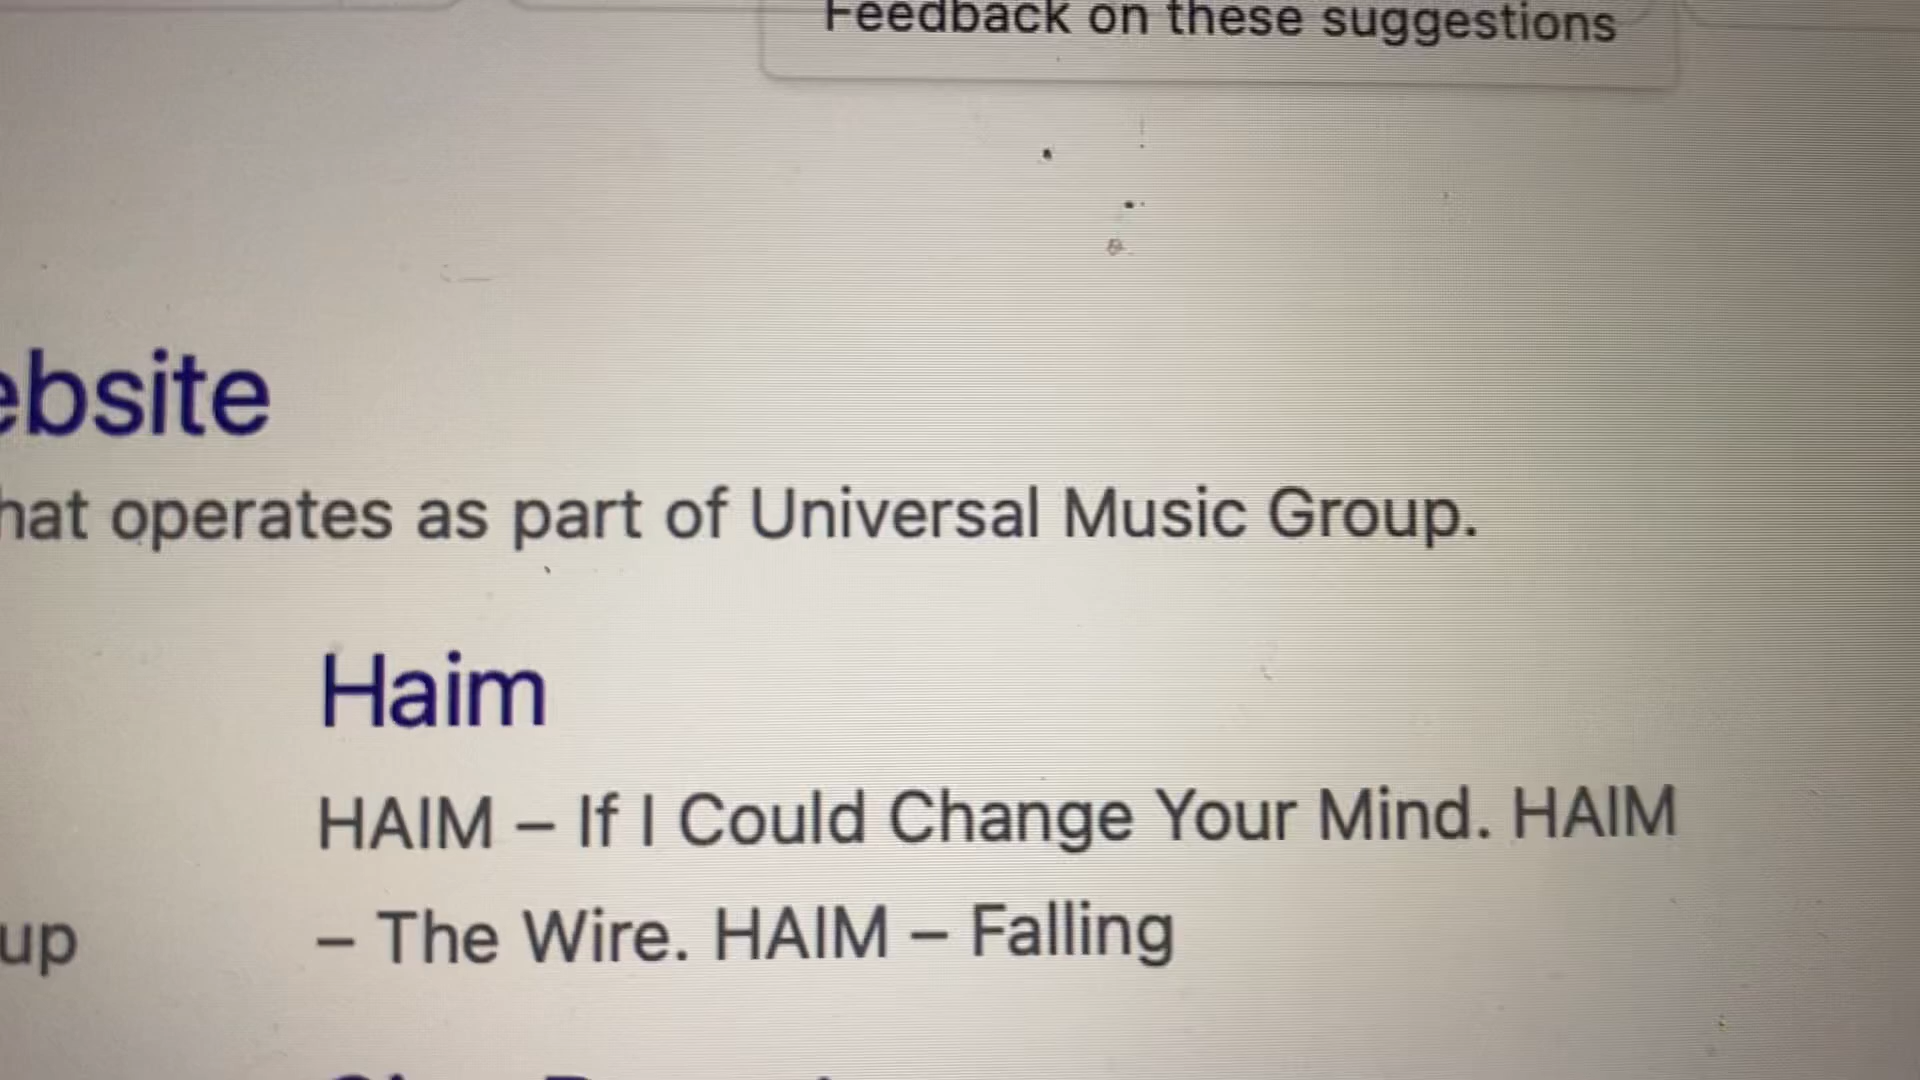 Feedback on these suggestions
ebsite
hat operates as part of Universal Music Group.
Haim
HAIM – If I Could Change Your Mind. HAIM
up
– The Wire. HAIM – Falling